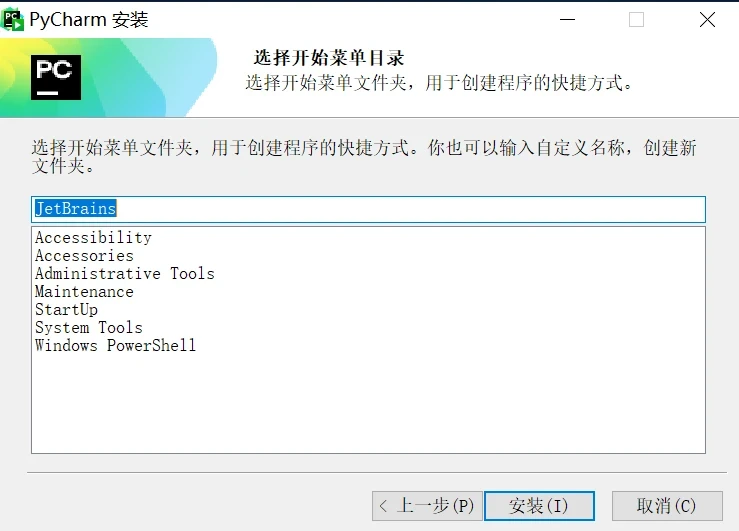 PyCharm 安装
PC
选择开始菜单目录
选择开始菜单文件夹，用于创建程序的快捷方式。
选择开始菜单文件夹，用于创建程序的快捷方式。你也可以输入自定义名称，创建新
文件夹。
JetBrains
Accessibility
Accessories
Administrative Tools
Maintenance
StartUp
System Tools
Windows PowerShell
< 上一步(P)
安装(I)
取消(C)